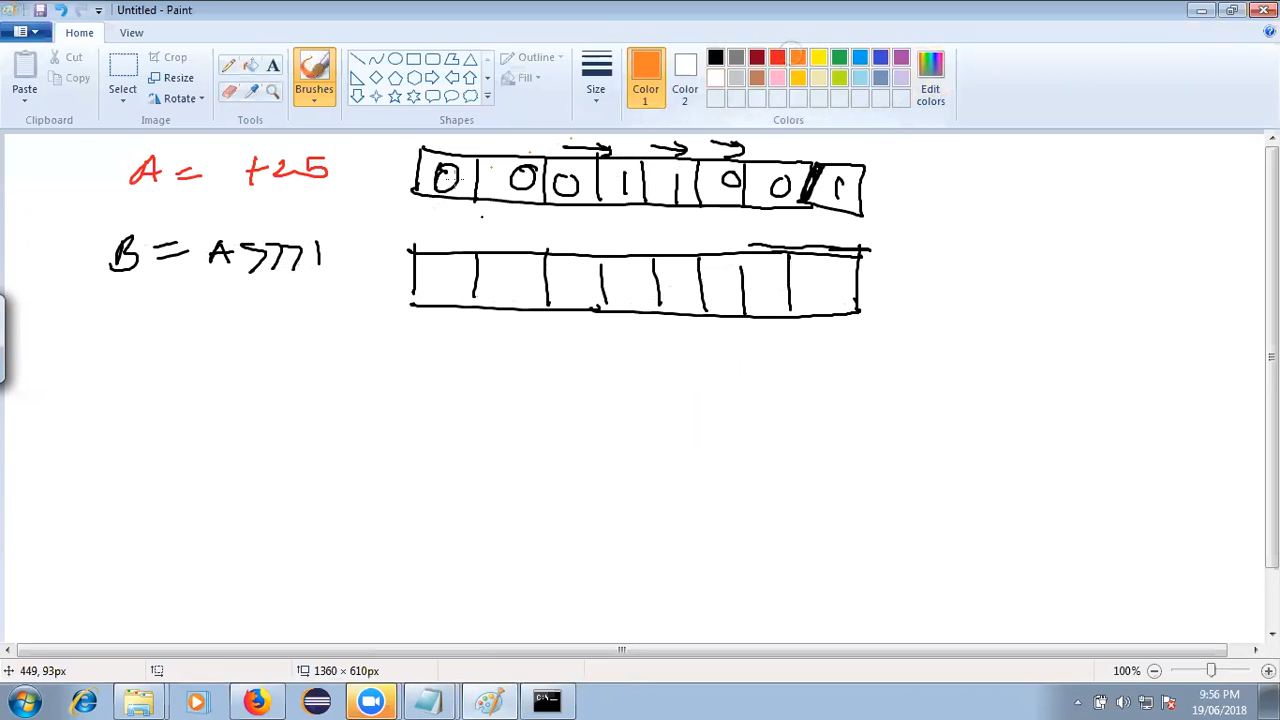 Untitled - Paint
Home View
Paste
Cut
Copy
Clipboard
Select
Crop
Resize
Rotate
Image
Tools
Brushes
Shapes
Outline
Fill
Size
Color 1
Color 2
Colors
Edit colors
A = +25 0 0 0 1 1 0 0 1
B = A>>>1
449, 93px
1360 × 610px
100%
9:56 PM
19/06/2018